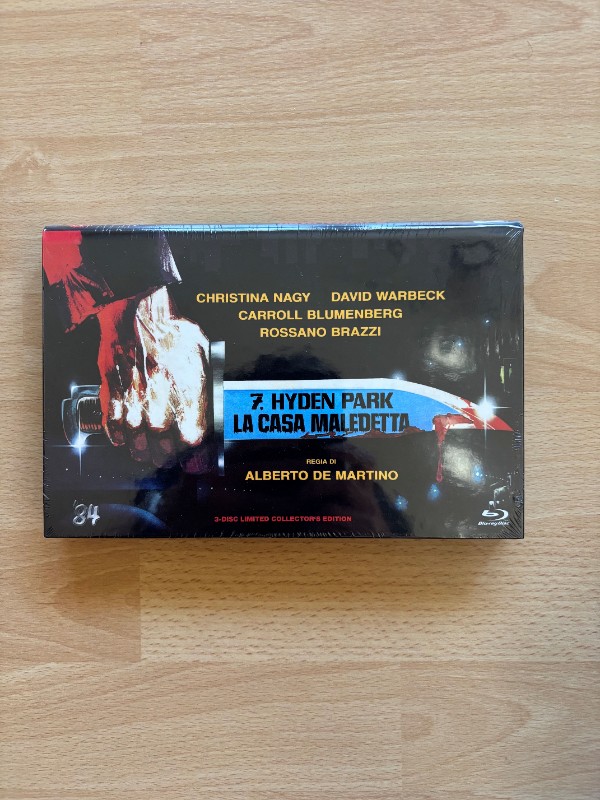 CHRISTINA NAGY DAVID WARBECK
CARROLL BLUMENBERG
ROSSANO BRAZZI
7. HYDEN PARK
LA CASA MALEDETTA
REGIA DI
ALBERTO DE MARTINO
84
3-DISC LIMITED COLLECTOR'S EDITION
Blu-ray Disc